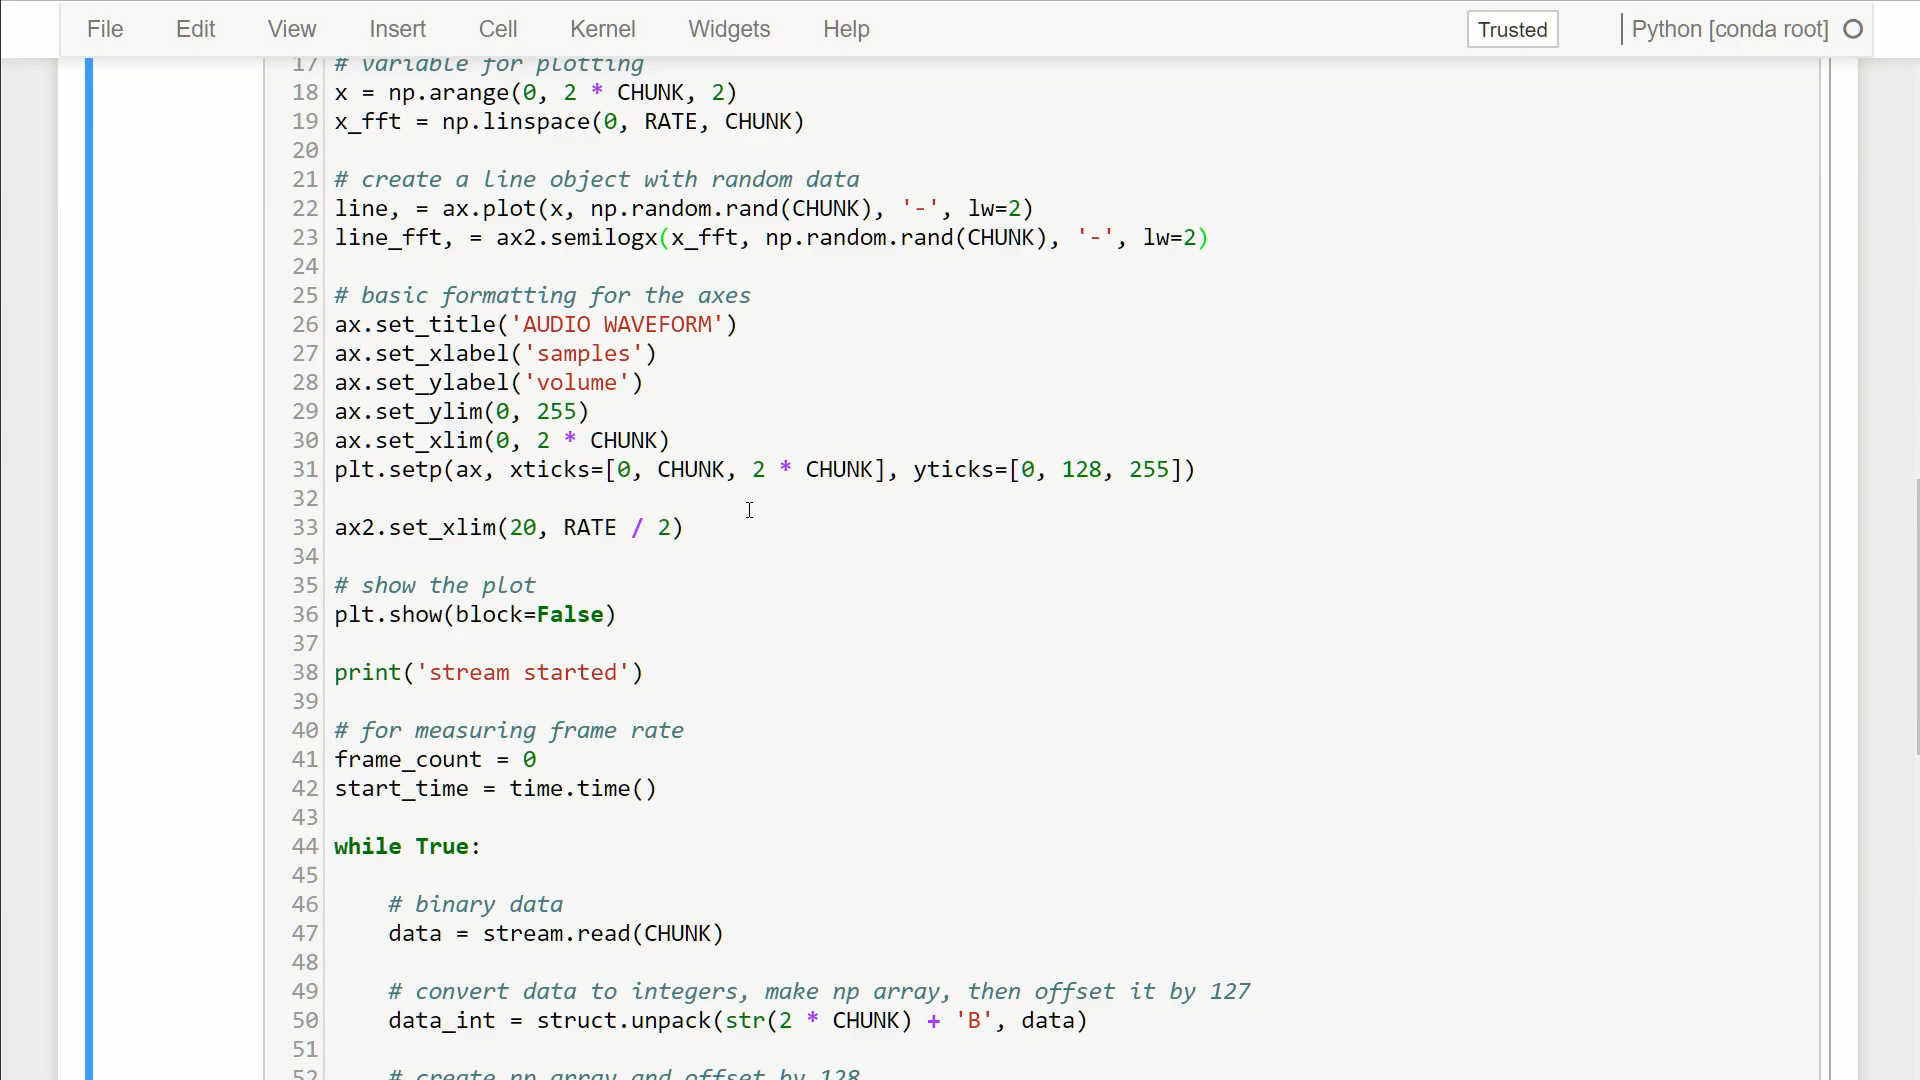 File Edit View Insert Cell Kernel Widgets Help Trusted Python [conda root]
17 # variable for plotting
18 x = np.arange(0, 2 * CHUNK, 2)
19 x_fft = np.linspace(0, RATE, CHUNK)
20
21 # create a line object with random data
22 line, = ax.plot(x, np.random.rand(CHUNK), '-', lw=2)
23 line_fft, = ax2.semilogx(x_fft, np.random.rand(CHUNK), '-', lw=2)
24
25 # basic formatting for the axes
26 ax.set_title('AUDIO WAVEFORM')
27 ax.set_xlabel('samples')
28 ax.set_ylabel('volume')
29 ax.set_ylim(0, 255)
30 ax.set_xlim(0, 2 * CHUNK)
31 plt.setp(ax, xticks=[0, CHUNK, 2 * CHUNK], yticks=[0, 128, 255])
32
33 ax2.set_xlim(20, RATE / 2)
34
35 # show the plot
36 plt.show(block=False)
37
38 print('stream started')
39
40 # for measuring frame rate
41 frame_count = 0
42 start_time = time.time()
43
44 while True:
45
46 # binary data
47 data = stream.read(CHUNK)
48
49 # convert data to integers, make np array, then offset it by 127
50 data_int = struct.unpack(str(2 * CHUNK) + 'B', data)
51
52 # create np array and offset by 128